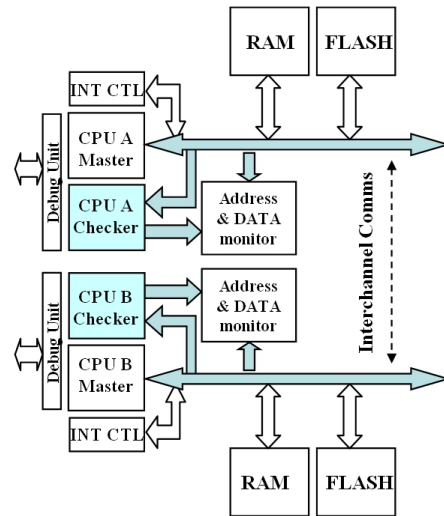 RAM
FLASH
INT CTL
CPU A
Master
Debug Unit
CPU A
Checker
Address
& DATA
monitor
Interchannel Comms
CPU B
Checker
Address
& DATA
monitor
Debug Unit
CPU B
Master
INT CTL
RAM
FLASH